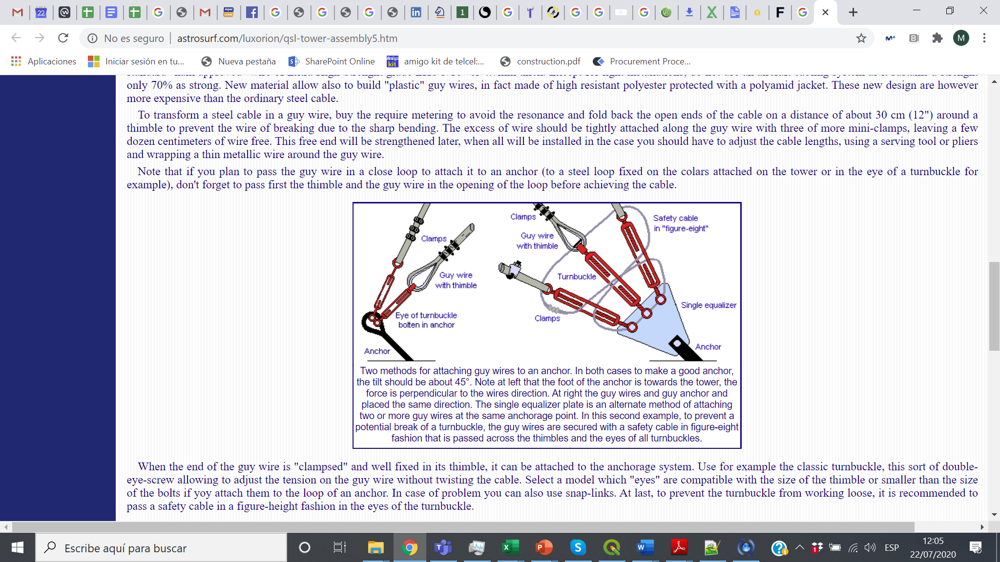 22
1
No es seguro
astrosurf.com/luxorion/qsl-tower-assembly5.htm
M
Aplicaciones
Iniciar sesión en tu...
Nueva pestaña
SharePoint Online
amigo kit de telcel:...
construction.pdf
Procurement Proce...
only 70% as strong. New material allow also to build "plastic" guy wires, in fact made of high resistant polyester protected with a polyamid jacket. These new design are however
more expensive than the ordinary steel cable.
To transform a steel cable in a guy wire, buy the require metering to avoid the resonance and fold back the open ends of the cable on a distance of about 30 cm (12") around a
thimble to prevent the wire of breaking due to the sharp bending. The excess of wire should be tightly attached along the guy wire with three of more mini-clamps, leaving a few
dozen centimeters of wire free. This free end will be strengthened later, when all will be installed in the case you should have to adjust the cable lengths, using a serving tool or pliers
and wrapping a thin metallic wire around the guy wire.
Note that if you plan to pass the guy wire in a close loop to attach it to an anchor (to a steel loop fixed on the colars attached on the tower or in the eye of a turnbuckle for
example), don't forget to pass first the thimble and the guy wire in the opening of the loop before achieving the cable.
Clamps
Guy wire
with thimble
Eye of turnbuckle
bolten in anchor
Anchor
Clamps
Guy wire
with thimble
Safety cable
in "figure-eight"
Turnbuckle
Clamps
Single equalizer
Anchor
Two methods for attaching guy wires to an anchor. In both cases to make a good anchor,
the tilt should be about 45°. Note at left that the foot of the anchor is towards the tower, the
force is perpendicular to the wires direction. At right the guy wires and guy anchor and
placed the same direction. The single equalizer plate is an alternate method of attaching
two or more guy wires at the same anchorage point. In this second example, to prevent a
potential break of a turnbuckle, the guy wires are secured with a safety cable in figure-eight
fashion that is passed across the thimbles and the eyes of all turnbuckles.
When the end of the guy wire is "clampsed" and well fixed in its thimble, it can be attached to the anchorage system. Use for example the classic turnbuckle, this sort of double-
eye-screw allowing to adjust the tension on the guy wire without twisting the cable. Select a model which "eyes" are compatible with the size of the thimble or smaller than the size
of the bolts if yoy attach them to the loop of an anchor. In case of problem you can also use snap-links. At last, to prevent the turnbuckle from working loose, it is recommended to
pass a safety cable in a figure-height fashion in the eyes of the turnbuckle.
Escribe aquí para buscar
ESP
12:05
22/07/2020